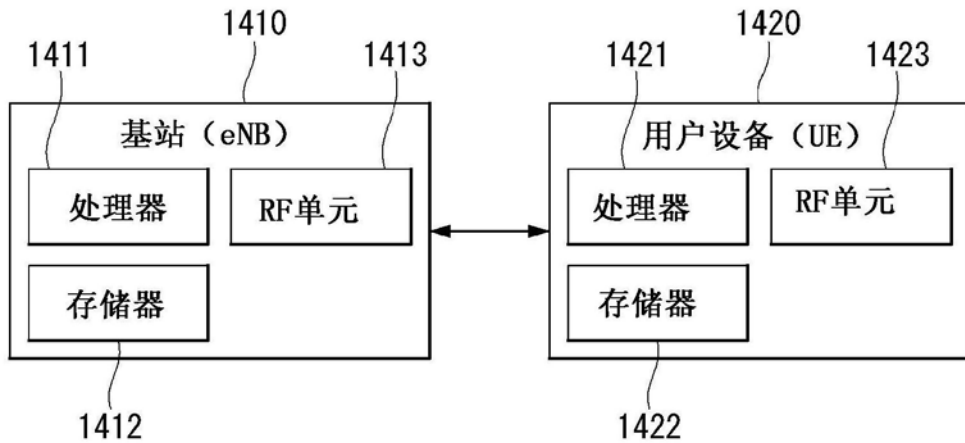 1410
1411
1413
基站（eNB）
处理器
RF单元
存储器
1412
1420
1421
1423
用户设备（UE）
处理器
RF单元
存储器
1422